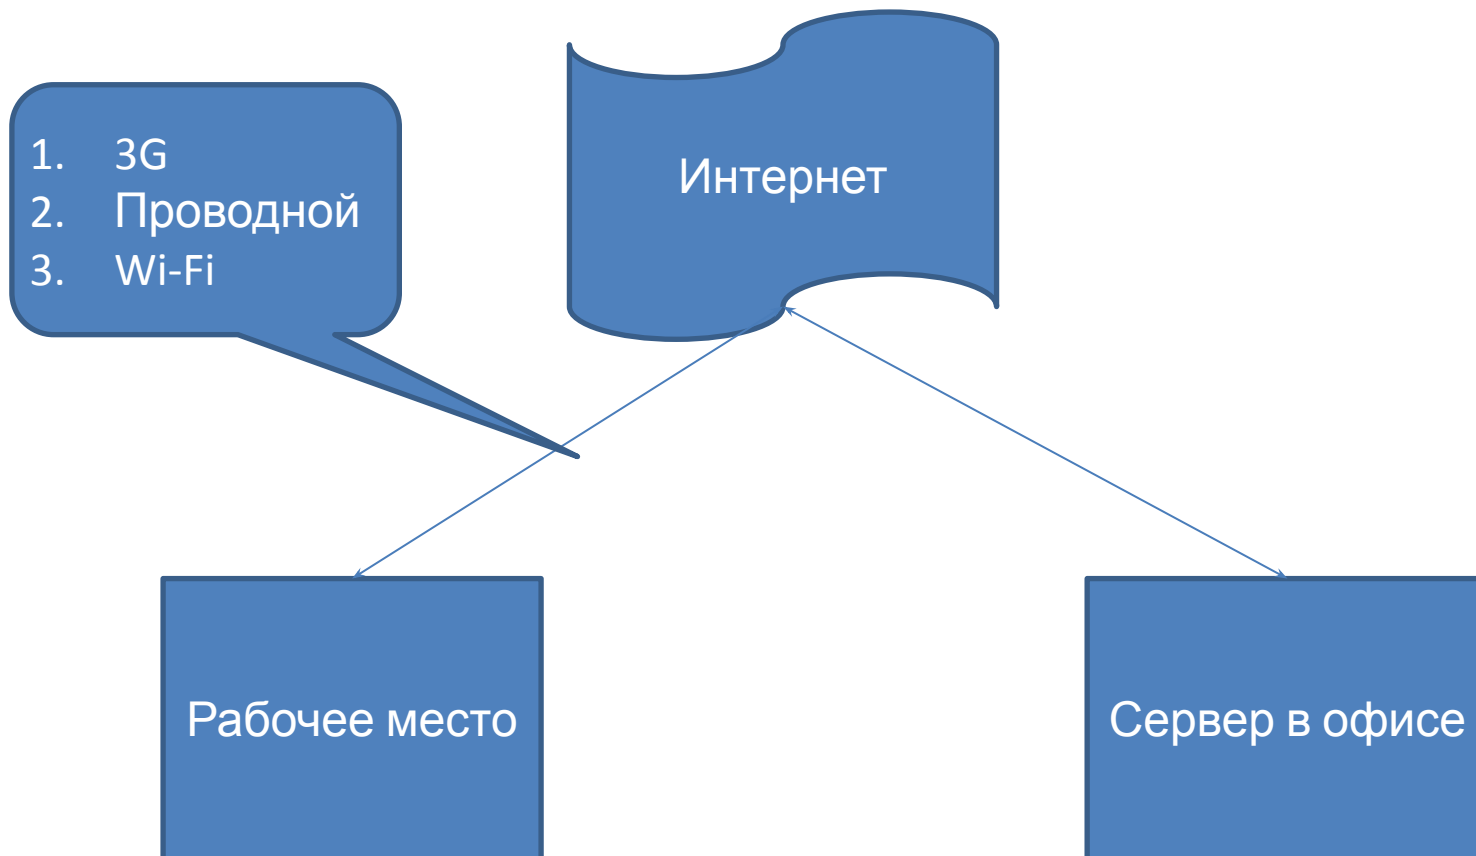 Интернет
1. 3G
2. Проводной
3. Wi-Fi
Рабочее место
Сервер в офисе